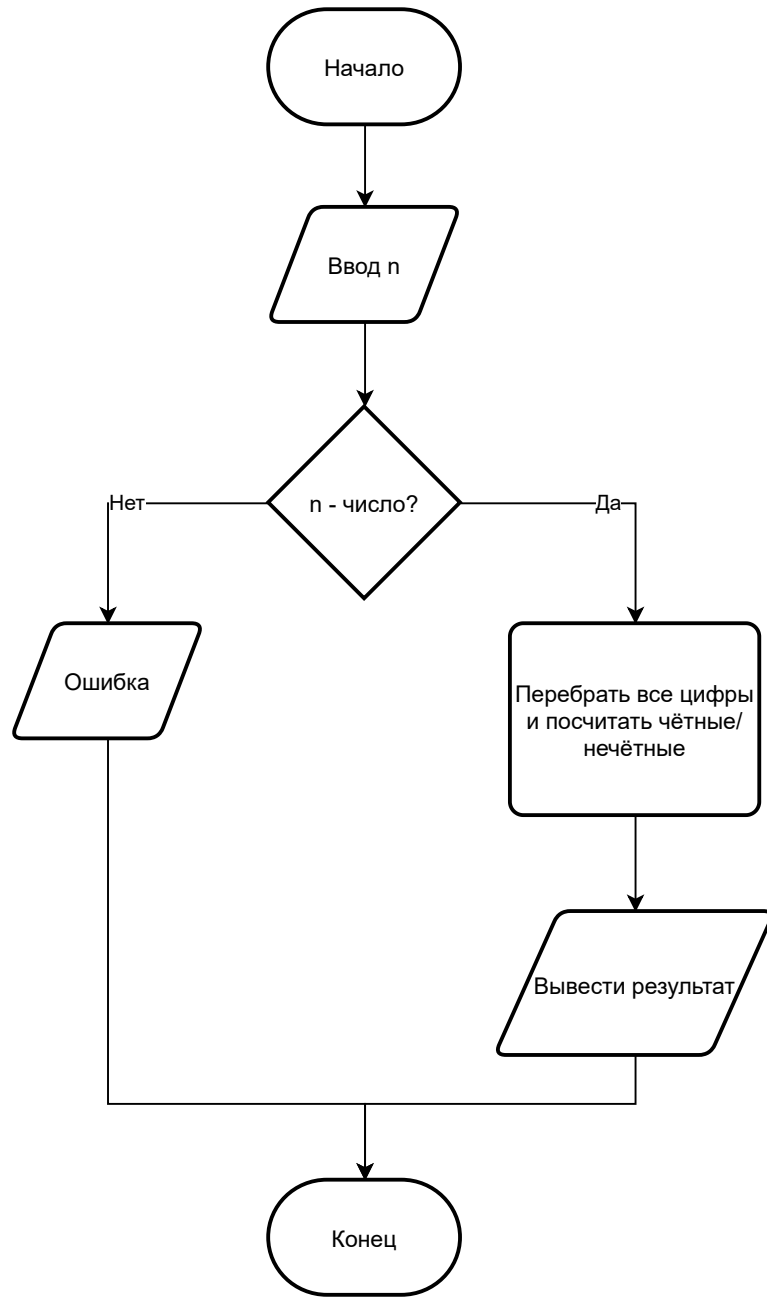 Начало
Ввод n
n - число?
Нет
Да
Ошибка
Перебрать все цифры
и посчитать чётные/
нечётные
Вывести результат
Конец